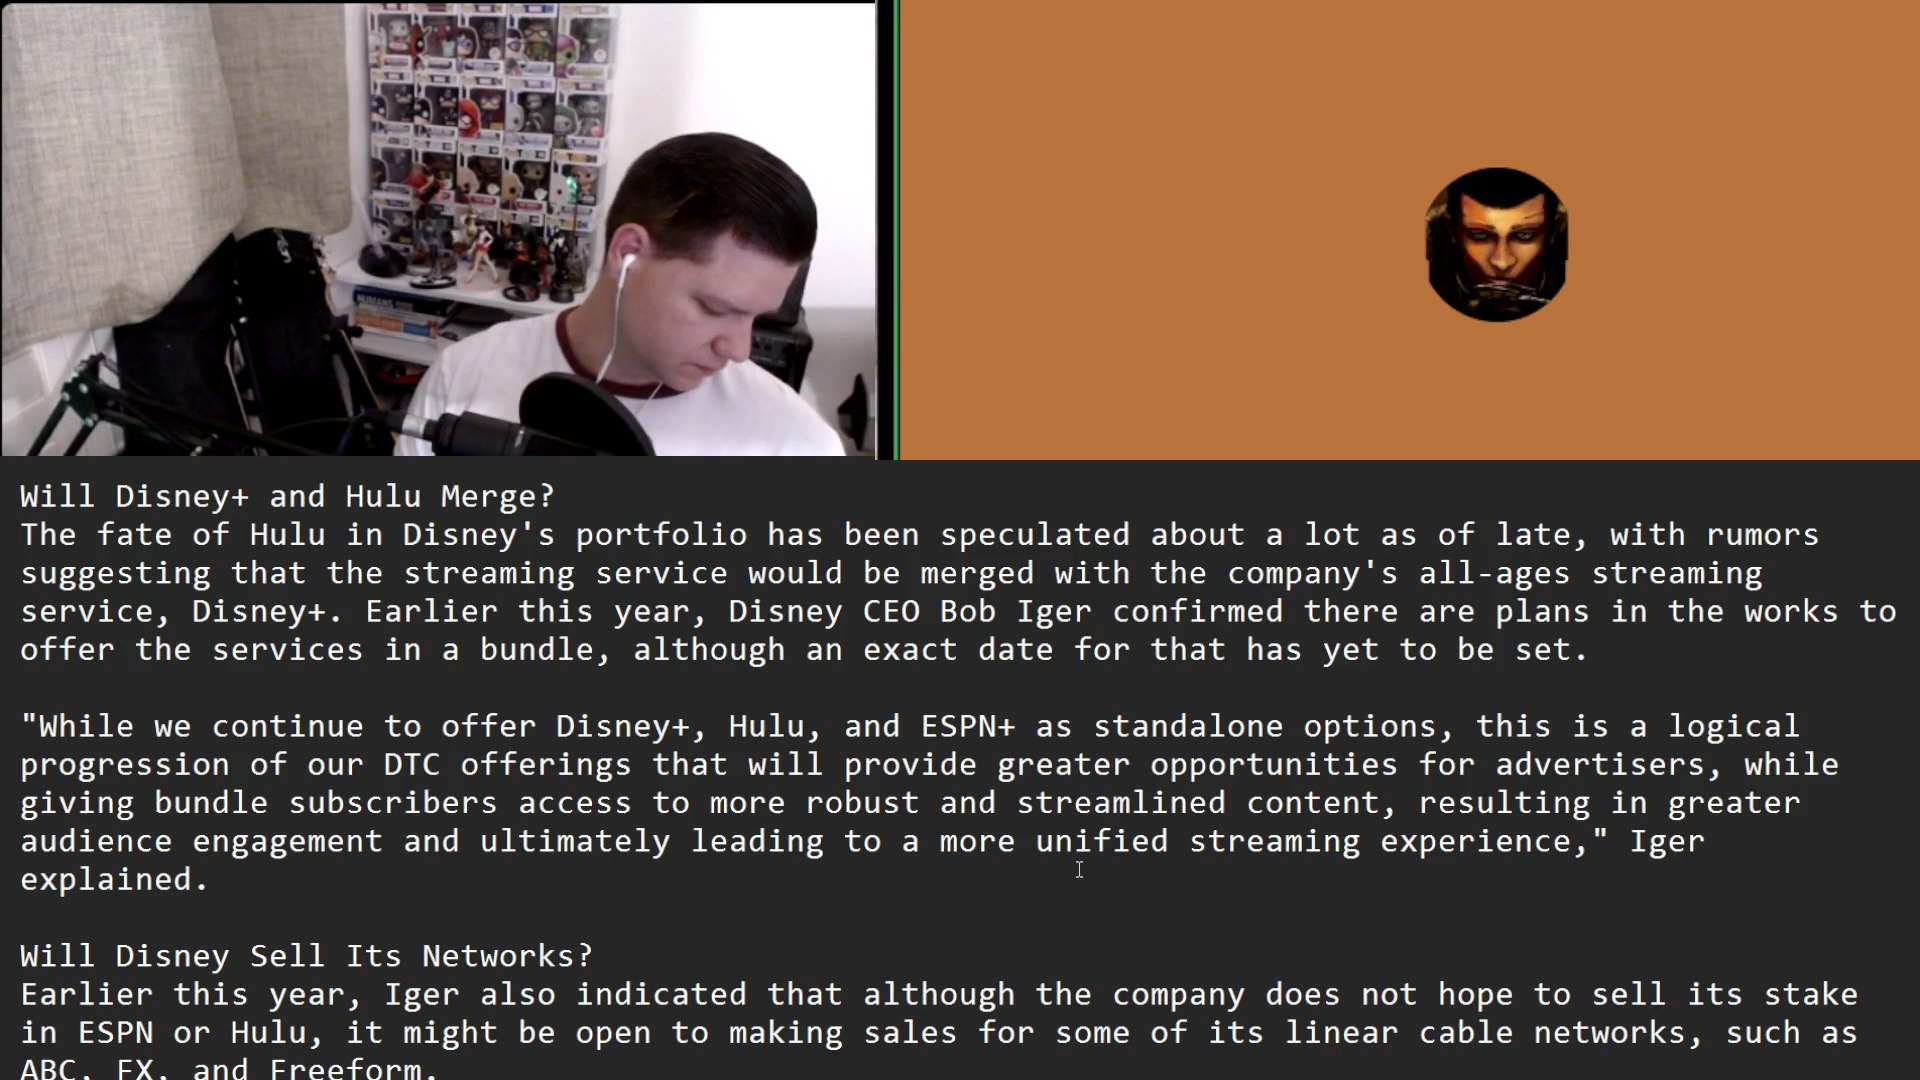 Will Disney+ and Hulu Merge?
The fate of Hulu in Disney's portfolio has been speculated about a lot as of late, with rumors
suggesting that the streaming service would be merged with the company's all-ages streaming
service, Disney+. Earlier this year, Disney CEO Bob Iger confirmed there are plans in the works to
offer the services in a bundle, although an exact date for that has yet to be set.
"While we continue to offer Disney+, Hulu, and ESPN+ as standalone options, this is a logical
progression of our DTC offerings that will provide greater opportunities for advertisers, while
giving bundle subscribers access to more robust and streamlined content, resulting in greater
audience engagement and ultimately leading to a more unified streaming experience," Iger
explained.
Will Disney Sell Its Networks?
Earlier this year, Iger also indicated that although the company does not hope to sell its stake
in ESPN or Hulu, it might be open to making sales for some of its linear cable networks, such as
ABC, FX, and Freeform.